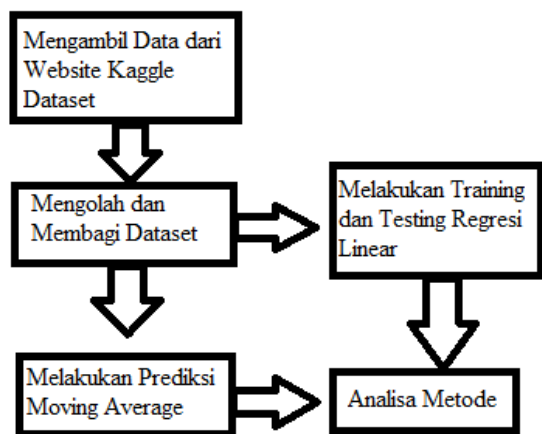 Mengambil Data dari
Website Kaggle
Dataset
Mengolah dan
Membagi Dataset
Melakukan Training
dan Testing Regresi
Linear
Melakukan Prediksi
Moving Average
Analisa Metode